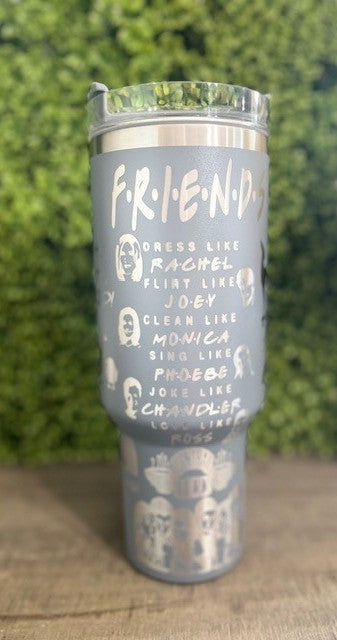 F·R·I·E·N·D·S
DRESS LIKE
RACHEL
FLIRT LIKE
JOEY
CLEAN LIKE
MONICA
SING LIKE
PHOEBE
JOKE LIKE
CHANDLER
LOVE LIKE
ROSS